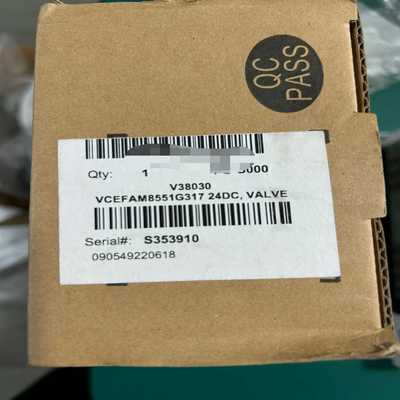 QC
PASS
Qty: 1
V38030
VCEFAM8551G317 24DC, VALVE
Serial#: S353910
090549220618